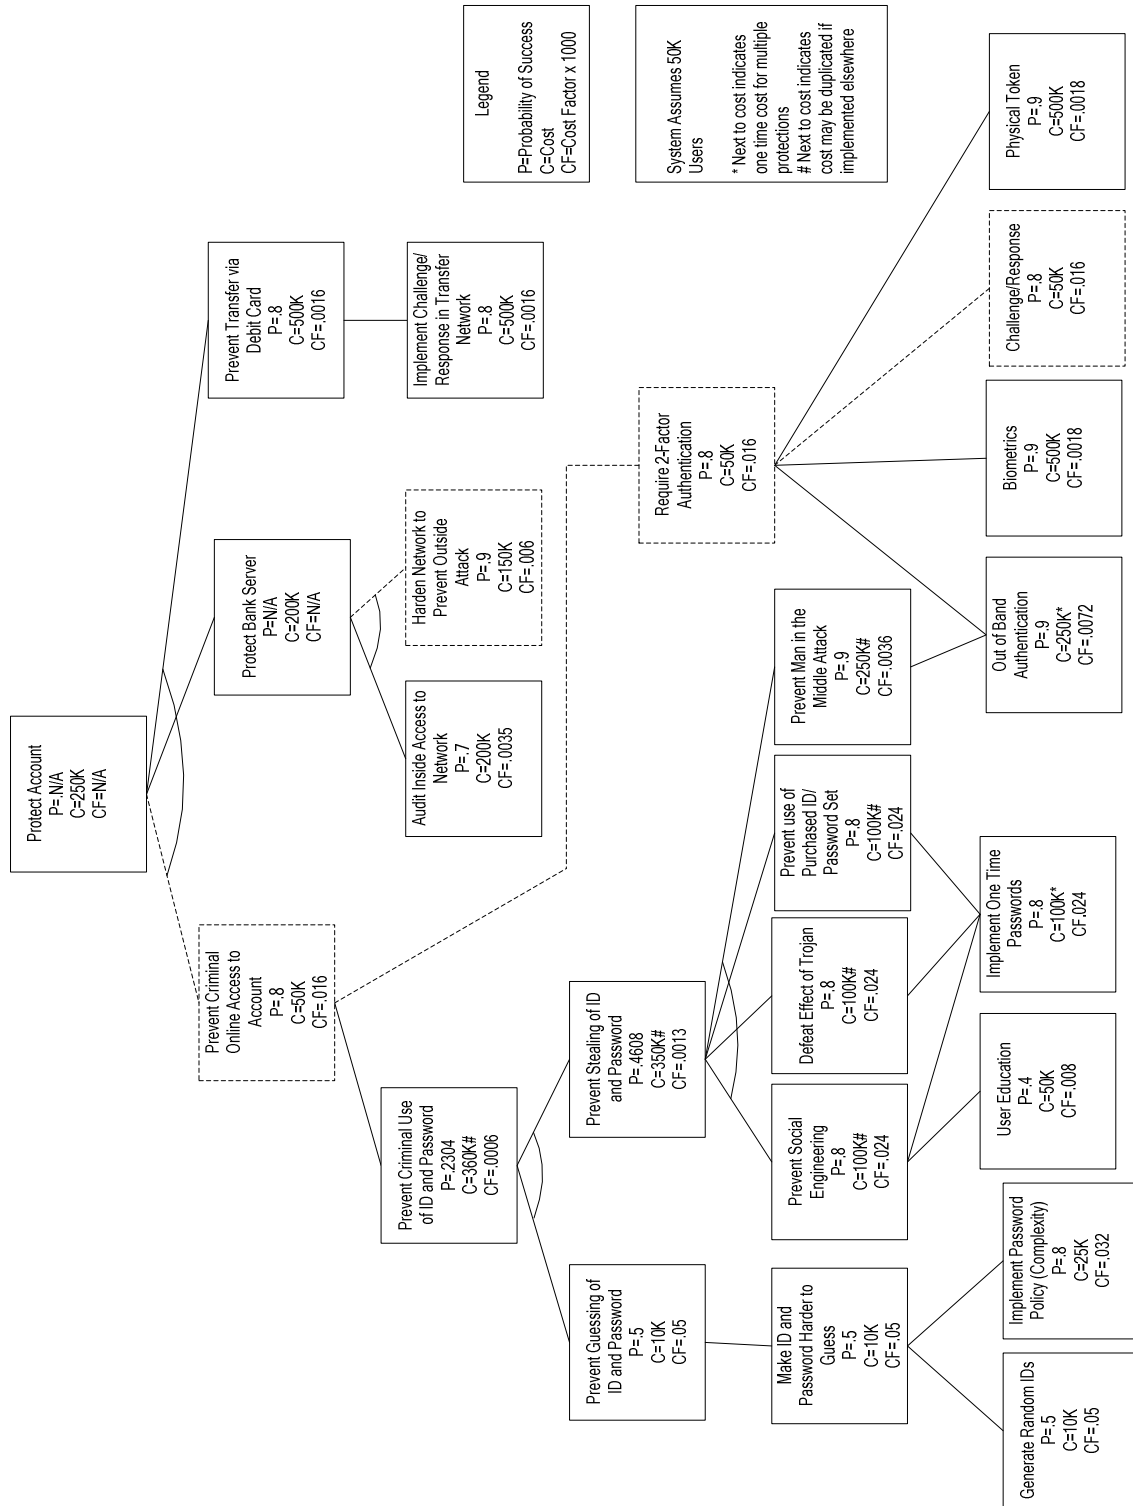 Protect Account
P=.N/A
C=250K
CF=N/A
Prevent Criminal
Online Access to
Account
P=.8
C=50K
CF=.016
Protect Bank Server
P=N/A
C=200K
CF=N/A
Prevent Transfer via
Debit Card
P=.8
C=500K
CF=.0016
Audit Inside Access to
Network
P=.7
C=200K
CF=.0035
Harden Network to
Prevent Outside
Attack
P=.9
C=150K
CF=.006
Implement Challenge/
Response in Transfer
Network
P=.8
C=500K
CF=.0016
Legend
P=Probability of Success
C=Cost
CF=Cost Factor x 1000
System Assumes 50K
Users
* Next to cost indicates
one time cost for multiple
protections
# Next to cost indicates
cost may be duplicated if
implemented elsewhere
Prevent Criminal Use
of ID and Password
P=.2304
C=360K#
CF=.0006
Require 2-Factor
Authentication
P=.8
C=50K
CF=.016
Prevent Guessing of
ID and Password
P=.5
C=10K
CF=.05
Prevent Stealing of ID
and Password
P=.4608
C=350K#
CF=.0013
Make ID and
Password Harder to
Guess
P=.5
C=10K
CF=.05
Prevent Social
Engineering
P=.8
C=100K#
CF=.024
Defeat Effect of Trojan
P=.8
C=100K#
CF=.024
Prevent use of
Purchased ID/
Password Set
P=.8
C=100K#
CF=.024
Prevent Man in the
Middle Attack
P=.9
C=250K#
CF=.0036
Generate Random IDs
P=.5
C=10K
CF=.05
Implement Password
Policy (Complexity)
P=.8
C=25K
CF=.032
User Education
P=.4
C=50K
CF=.008
Implement One Time
Passwords
P=.8
C=100K*
CF.024
Out of Band
Authentication
P=.9
C=250K*
CF=.0072
Biometrics
P=.9
C=500K
CF=.0018
Challenge/Response
P=.8
C=50K
CF=.016
Physical Token
P=.9
C=500K
CF=.0018